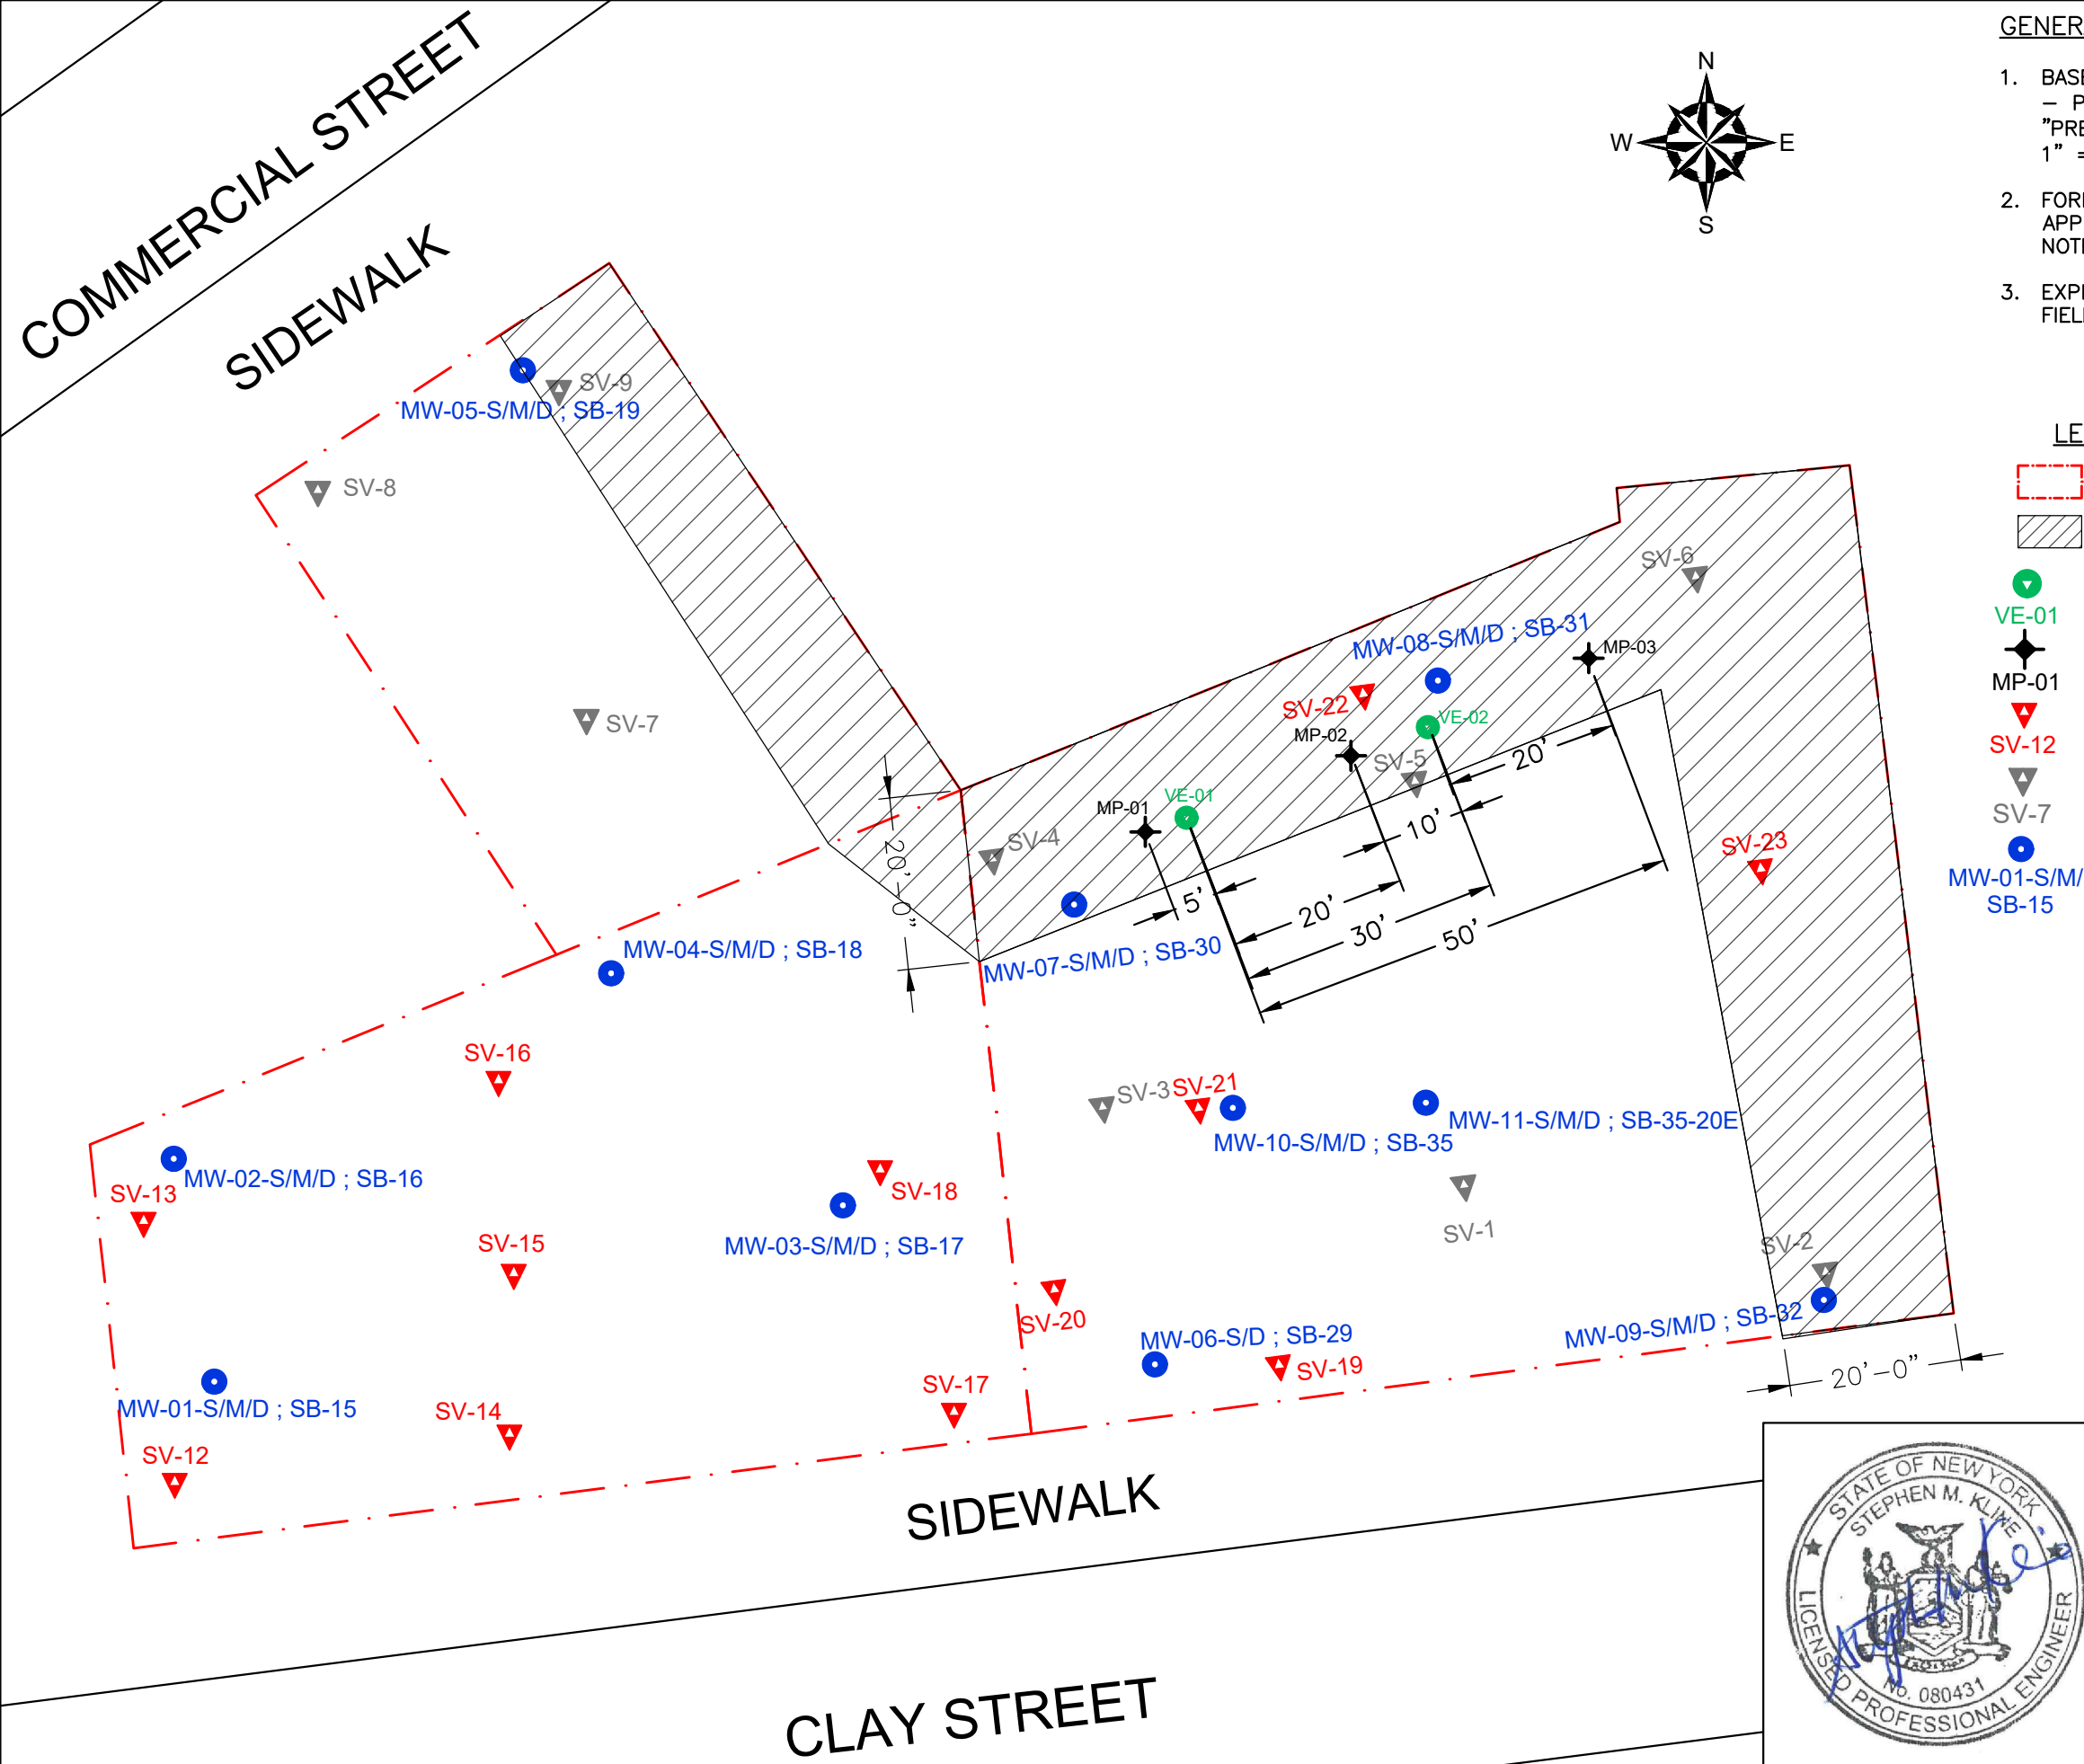 COMMERCIAL STREET
SIDEWALK
N
W
E
S
GENER
1. BASE
– P
"PRE
1" =
2.
APP
NOT
3.
FIEL
LE
VE-01
MP-01
SV-12
SV-7
MW-01-S/M/
SB-15
SV-9
MW-05-S/M/D ; SB-19
SV-8
SV-7
SV-6
MW-08-S/M/D ; SB-31
MP-03
SV-22
VE-02
MP-02
SV-5
20'
10'
VE-01
MP-01
SV-4
20'-0"
5'
20'
30'
50'
SV-23
MW-04-S/M/D ; SB-18
MW-07-S/M/D ; SB-30
SV-16
SV-3
SV-21
MW-10-S/M/D ; SB-35
MW-11-S/M/D ; SB-35-20E
MW-02-S/M/D ; SB-16
SV-13
SV-18
SV-1
SV-15
MW-03-S/M/D ; SB-17
SV-2
SV-20
MW-06-S/D ; SB-29
MW-09-S/M/D ; SB-32
SV-19
20'-0"
SV-17
MW-01-S/M/D ; SB-15
SV-14
SV-12
SIDEWALK
CLAY STREET
STATE OF NEW YORK
STEPHEN M. KLINE
No. 080431
LICENSED PROFESSIONAL ENGINEER